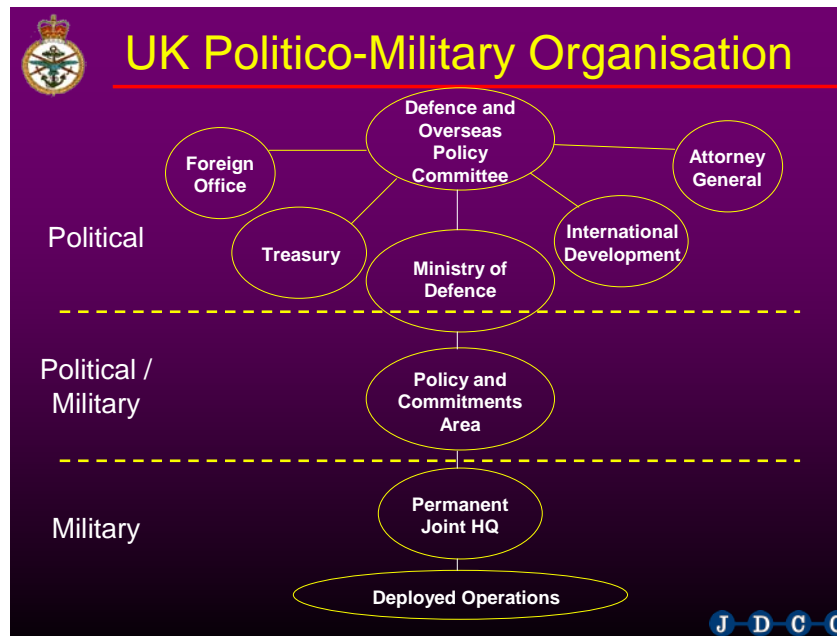 UK Politico-Military Organisation
Defence and
Overseas
Policy
Committee
Foreign
Office
Attorney
General
Political
Treasury
International
Development
Ministry of
Defence
Political /
Military
Policy and
Commitments
Area
Military
Permanent
Joint HQ
Deployed Operations
J D C C